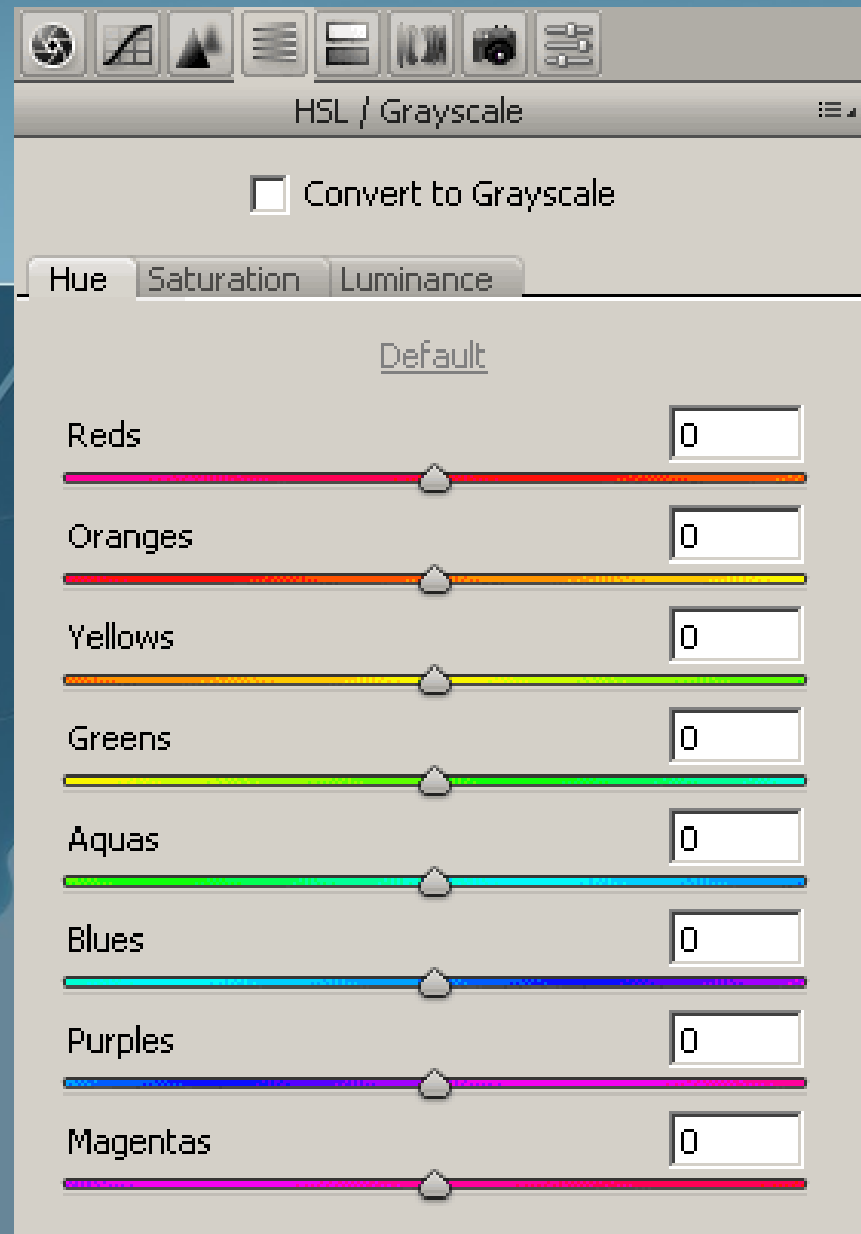 HSL / Grayscale
Convert to Grayscale
Hue Saturation Luminance
Default
Reds 0
Oranges 0
Yellows 0
Greens 0
Aquas 0
Blues 0
Purples 0
Magentas 0